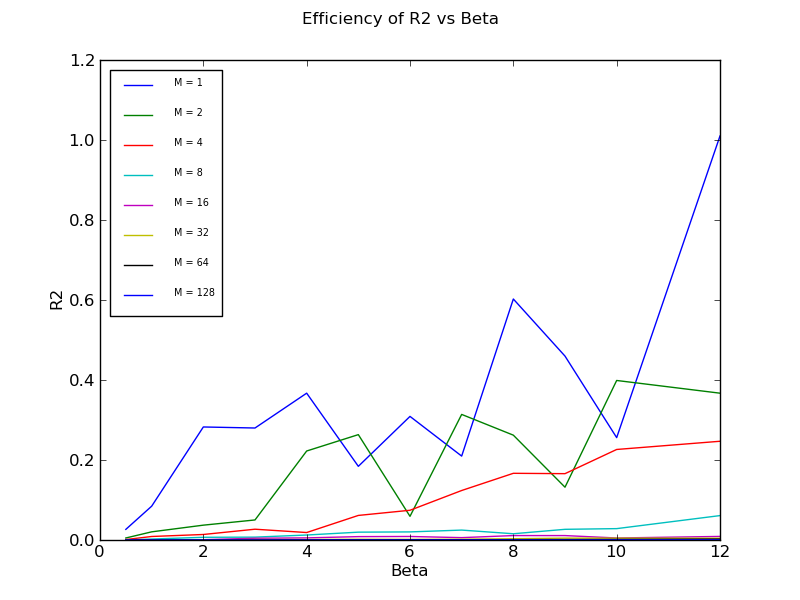 Efficiency of R2 vs Beta
1.2
1.0
0.8
0.6
0.4
0.2
0.0
R2
M = 1
M = 2
M = 4
M = 8
M = 16
M = 32
M = 64
M = 128
0 2 4 6 8 10 12
Beta